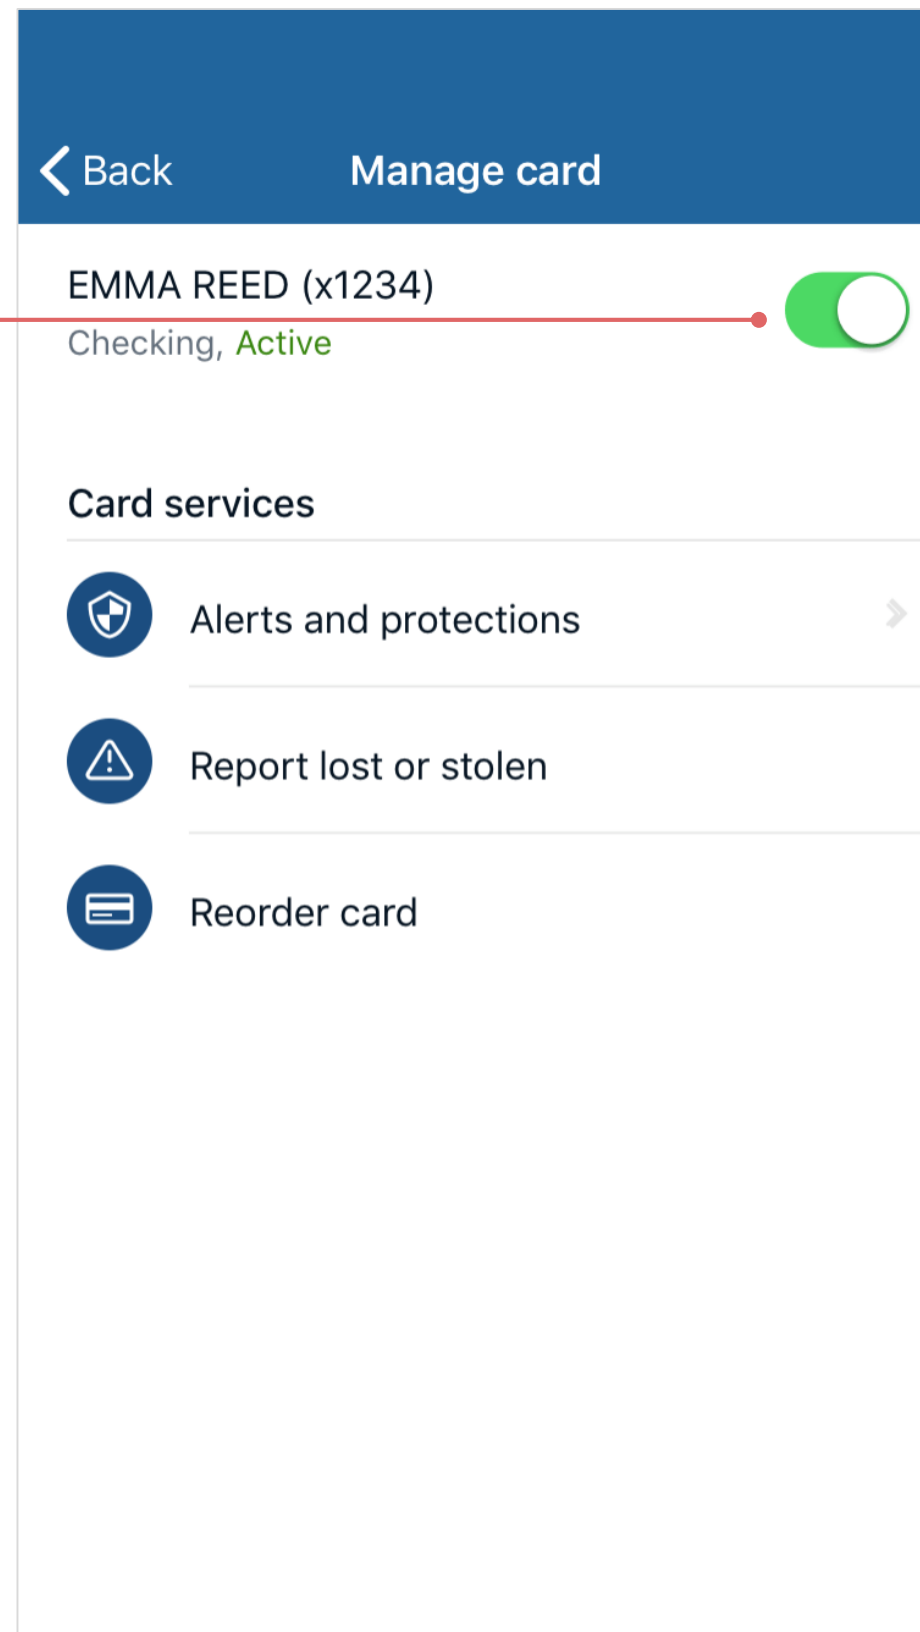 Back
Manage card
EMMA REED (x1234)
Checking, Active
Card services
Alerts and protections
Report lost or stolen
Reorder card